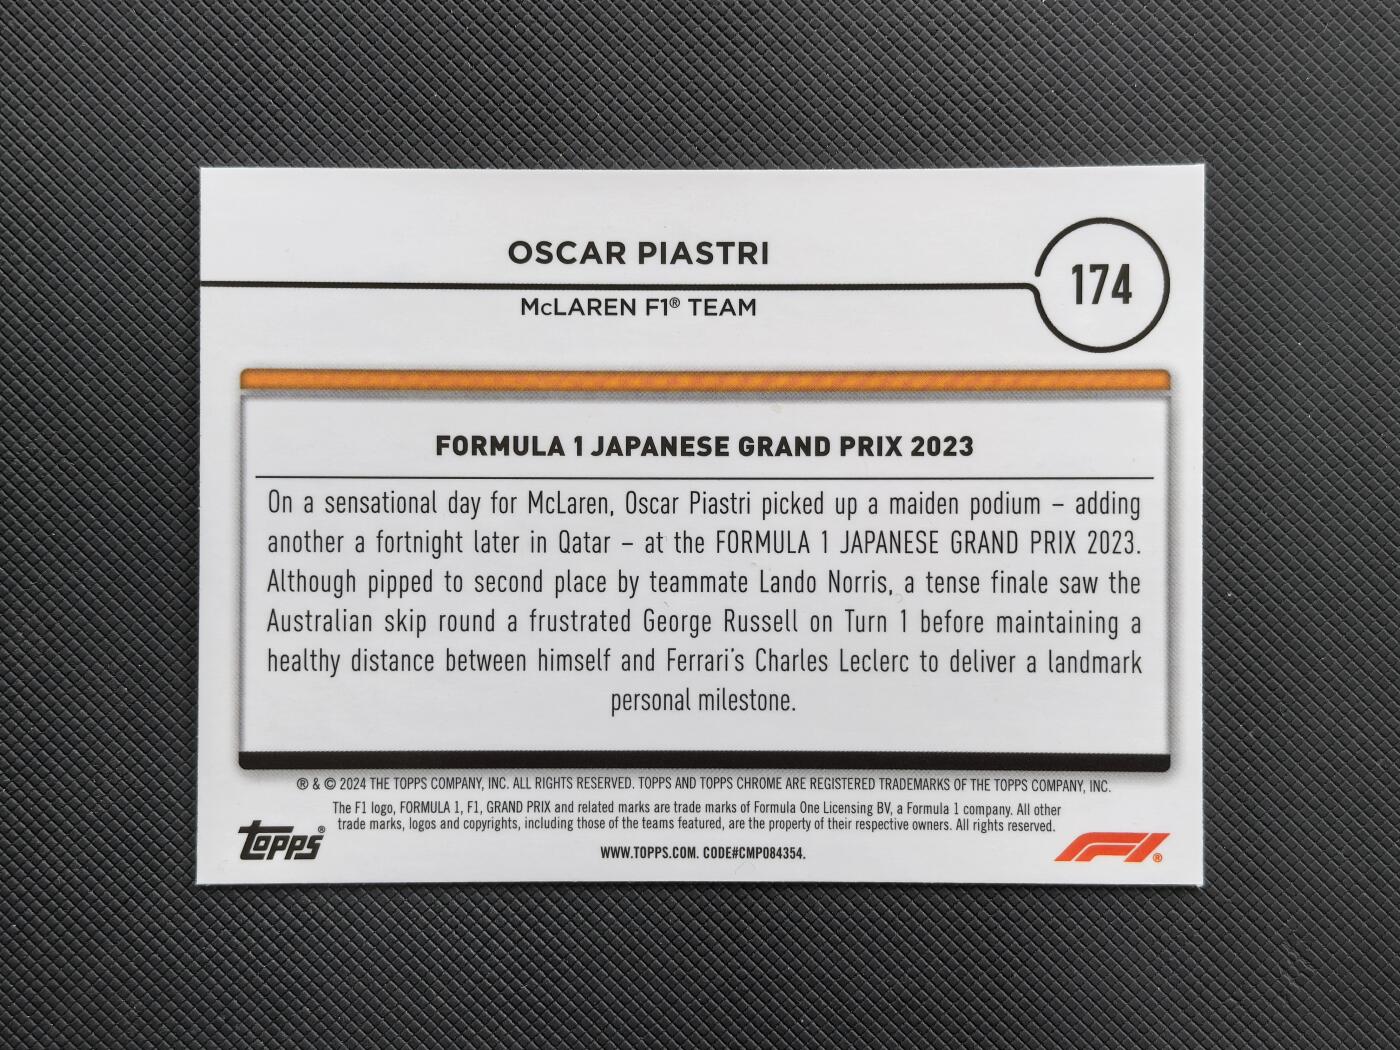 OSCAR PIASTRI
McLAREN F1® TEAM
174
FORMULA 1 JAPANESE GRAND PRIX 2023
On a sensational day for McLaren, Oscar Piastri picked up a maiden podium – adding
another a fortnight later in Qatar – at the FORMULA 1 JAPANESE GRAND PRIX 2023.
Although pipped to second place by teammate Lando Norris, a tense finale saw the
Australian skip round a frustrated George Russell on Turn 1 before maintaining a
healthy distance between himself and Ferrari's Charles Leclerc to deliver a landmark
personal milestone.
® & © 2024 THE TOPPS COMPANY, INC. ALL RIGHTS RESERVED. TOPPS AND TOPPS CHROME ARE REGISTERED TRADEMARKS OF THE TOPPS COMPANY, INC.
The F1 logo, FORMULA 1, F1, GRAND PRIX and related marks are trade marks of Formula One Licensing BV, a Formula 1 company. All other
trade marks, logos and copyrights, including those of the teams featured, are the property of their respective owners. All rights reserved.
topps®
WWW.TOPPS.COM. CODE#CMP084354.
F1®